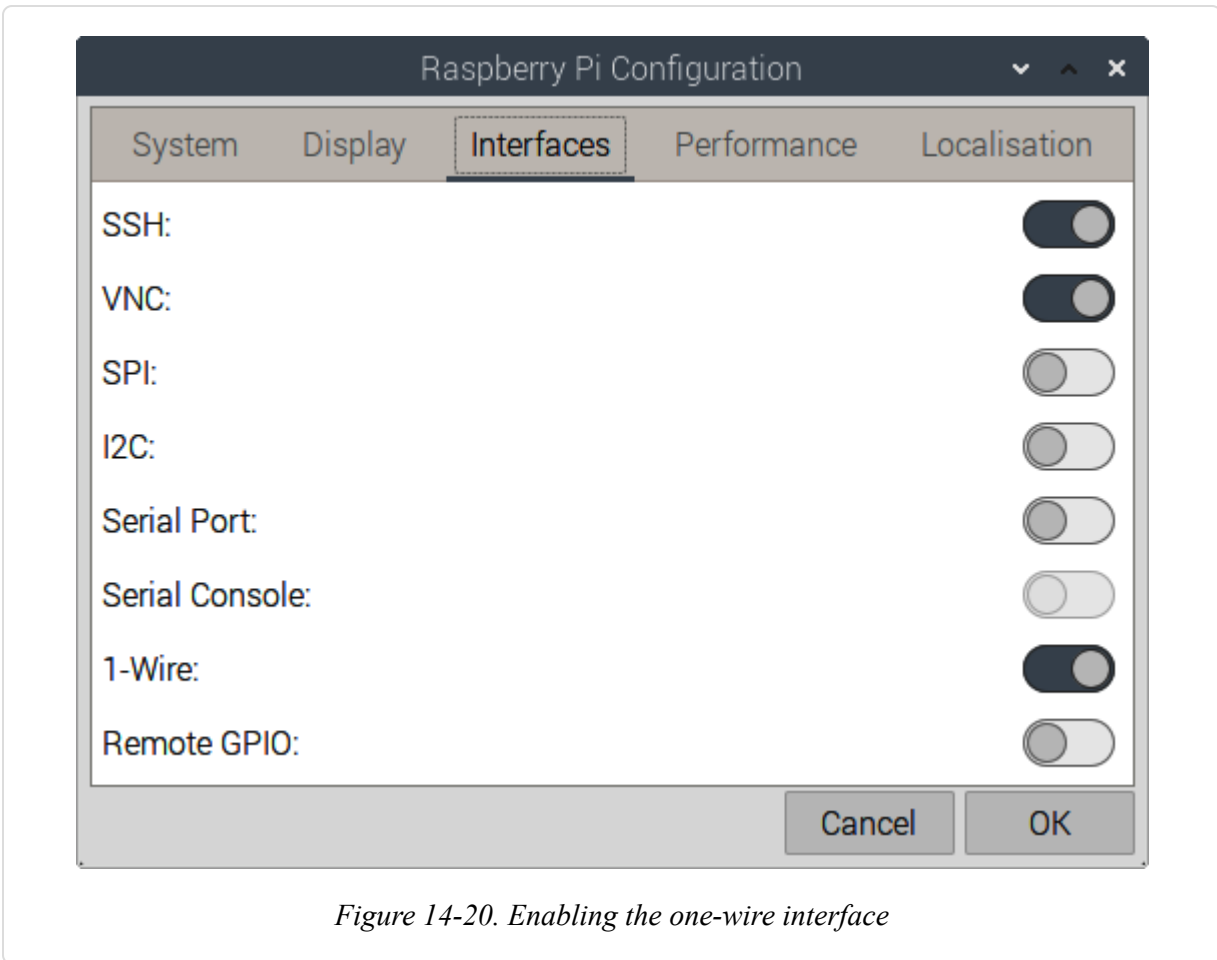 Raspberry Pi Configuration
System Display Interfaces Performance Localisation
SSH:
VNC:
SPI:
I2C:
Serial Port:
Serial Console:
1-Wire:
Remote GPIO:
Cancel OK
Figure 14-20. Enabling the one-wire interface